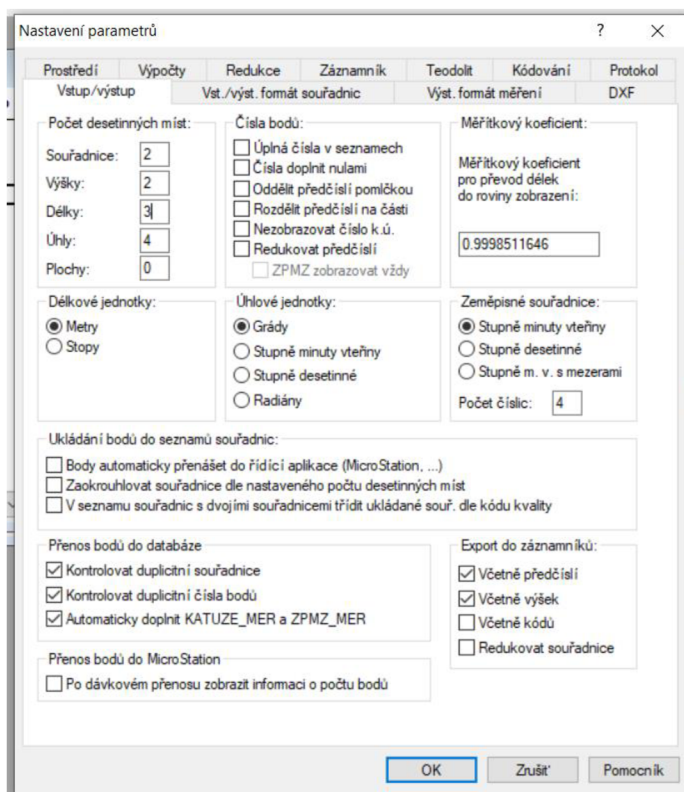 Nastavení parametrů
?
Prostředí Výpočty Redukce Záznamník Teodolit Kódování Protokol
Vstup/výstup Vst./výst. formát souřadnic Výst. formát měření DXF
Počet desetinných míst:
Souřadnice: 2
Výšky: 2
Délky: 3
Úhly: 4
Plochy: 0
Čísla bodů:
Úplná čísla v seznamech
Čísla doplnit nulami
Oddělit předčíslí pomlčkou
Rozdělit předčíslí na části
Nezobrazovat číslo k.ú.
Redukovat předčíslí
ZPMZ zobrazovat vždy
Měřítkový koeficient:
Měřítkový koeficient
pro převod délek
do roviny zobrazení:
0.9998511646
Délkové jednotky:
Metry
Stopy
Úhlové jednotky:
Grády
Stupně minuty vteřiny
Stupně desetinné
Radiány
Zeměpisné souřadnice:
Stupně minuty vteřiny
Stupně desetinné
Stupně m. v. s mezerami
Počet číslic: 4
Ukládání bodů do seznamů souřadnic:
Body automaticky přenášet do řídící aplikace (MicroStation, ...)
Zaokrouhlovat souřadnice dle nastaveného počtu desetinných míst
V seznamu souřadnic s dvojími souřadnicemi třídit ukládané souř. dle kódu kvality
Přenos bodů do databáze
Kontrolovat duplicitní souřadnice
Kontrolovat duplicitní čísla bodů
Automaticky doplnit KATUZE_MER a ZPMZ_MER
Export do záznamníků:
Včetně předčíslí
Včetně výšek
Včetně kódů
Redukovat souřadnice
Přenos bodů do MicroStation
Po dávkovém přenosu zobrazit informaci o počtu bodů
OK Zrušit Pomocník